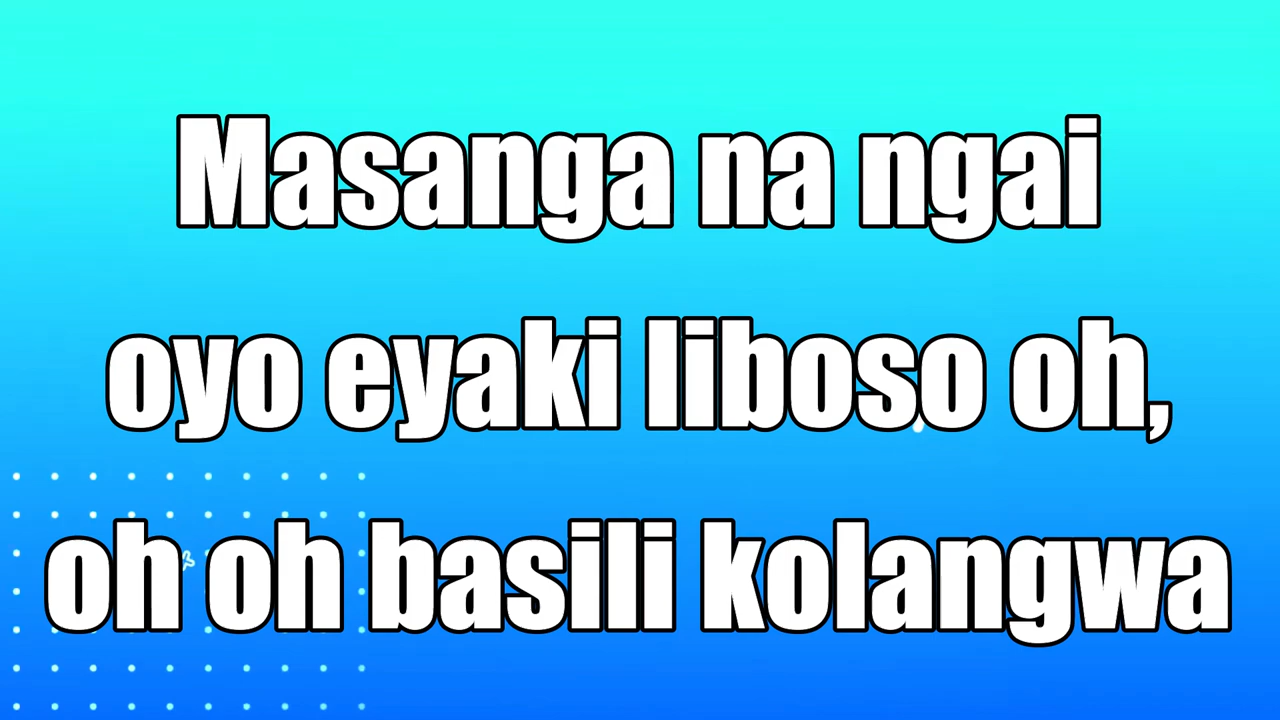 Masanga na ngai
oyo eyaki liboso oh,
oh oh basili kolangwa